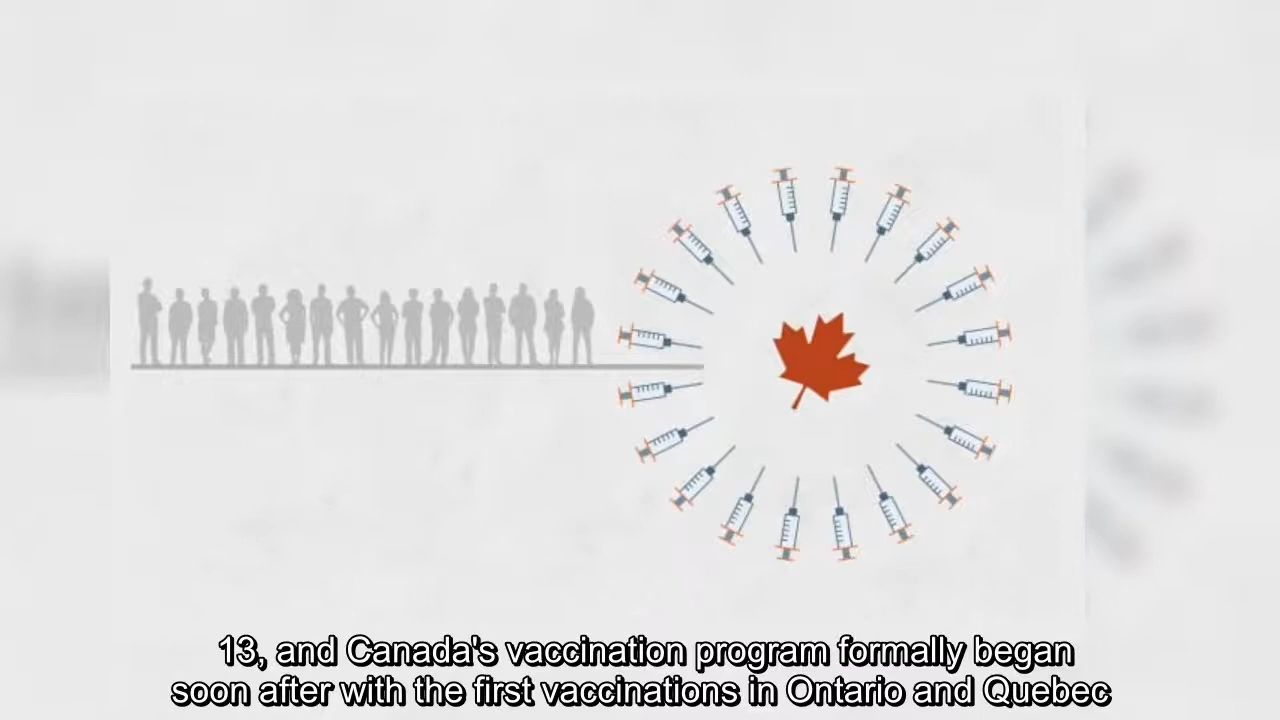 13, and Canada's vaccination program formally began
soon after with the first vaccinations in Ontario and Quebec